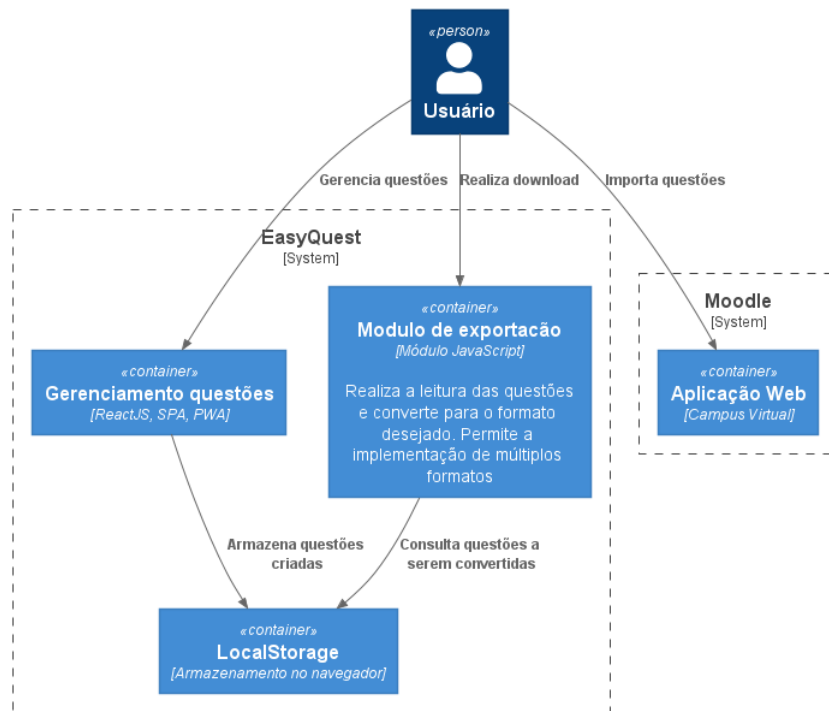 «person»
Usuário
Gerencia questões
Realiza download
Importa questões
EasyQuest
[System]
Moodle
[System]
«container»
Modulo de exportacão
[Módulo JavaScript]
Realiza a leitura das questões
e converte para o formato
desejado. Permite a
implementação de múltiplos
formatos
«container»
Gerenciamento questões
[ReactJS, SPA, PWA]
«container»
Aplicação Web
[Campus Virtual]
Armazena questões
criadas
Consulta questões a
serem convertidas
«container»
LocalStorage
[Armazenamento no navegador]